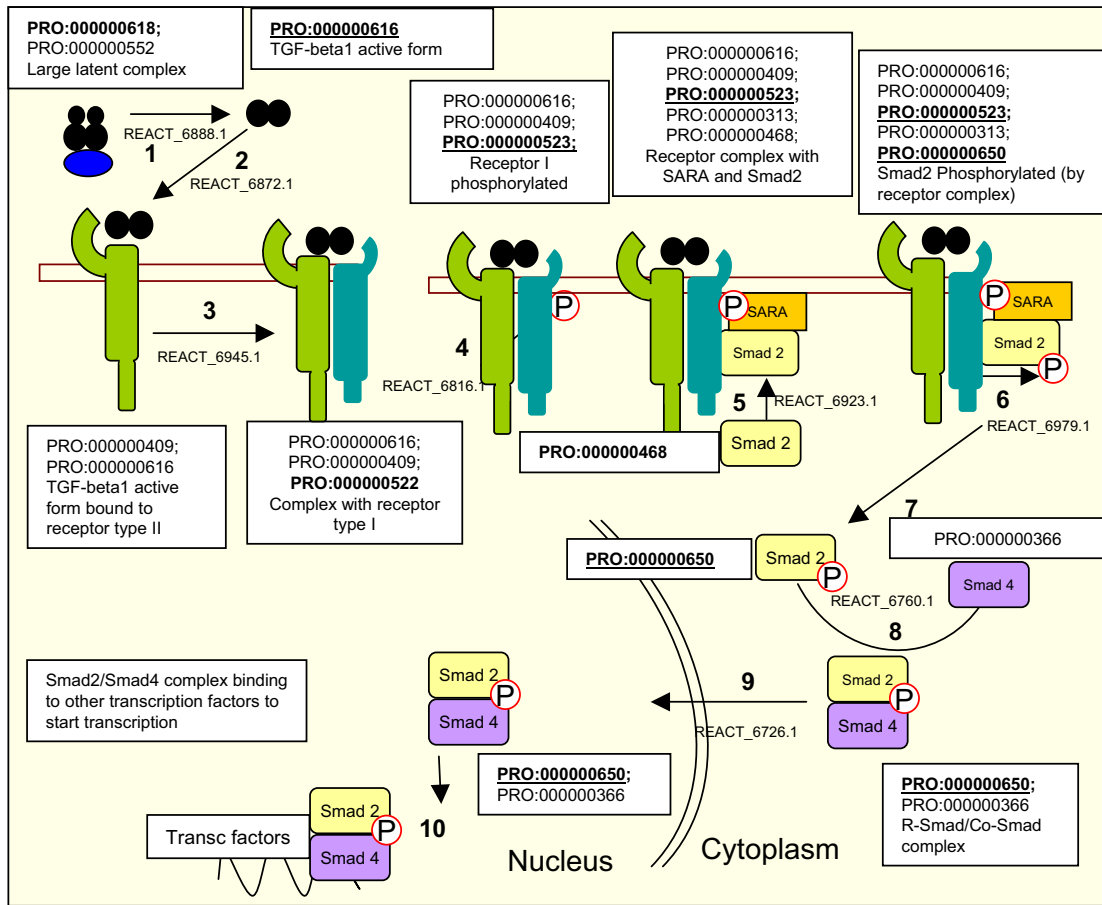 PRO:000000618;
PRO:000000552
Large latent complex
PRO:000000616
TGF-beta1 active form
PRO:000000616;
PRO:000000409;
PRO:000000523;
Receptor I
phosphorylated
PRO:000000616;
PRO:000000409;
PRO:000000523;
PRO:000000313;
PRO:000000468;
Receptor complex with
SARA and Smad2
PRO:000000616;
PRO:000000409;
PRO:000000523;
PRO:000000313;
PRO:000000650
Smad2 Phosphorylated (by
receptor complex)
REACT_6888.1
1
2
REACT_6872.1
3
REACT_6945.1
4
REACT_6816.1
P
P
SARA
Smad 2
5
REACT_6923.1
Smad 2
P
SARA
Smad 2
P
6
REACT_6979.1
PRO:000000409;
PRO:000000616
TGF-beta1 active
form bound to
receptor type II
PRO:000000616;
PRO:000000409;
PRO:000000522
Complex with receptor
type I
PRO:000000468
7
PRO:000000366
PRO:000000650
Smad 2
P
Smad 4
REACT_6760.1
8
Smad2/Smad4 complex binding
to other transcription factors to
start transcription
Smad 2
P
Smad 4
9
REACT_6726.1
Smad 2
P
Smad 4
PRO:000000650;
PRO:000000366
PRO:000000650;
PRO:000000366
R-Smad/Co-Smad
complex
10
Transc factors
Smad 2
P
Smad 4
Nucleus
Cytoplasm